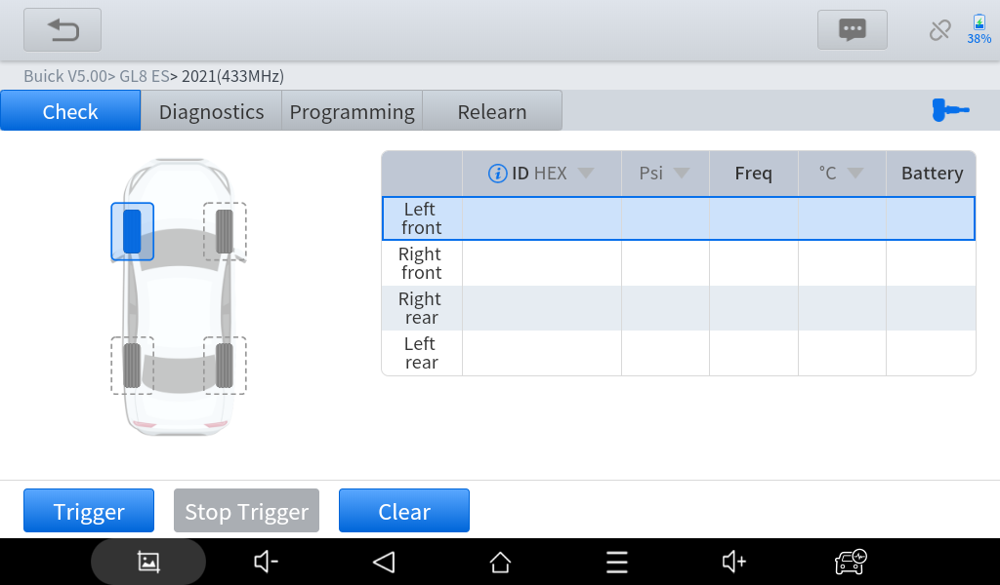 38%
Buick V5.00> GL8 ES> 2021(433MHz)
Check Diagnostics Programming Relearn
ID HEX Psi Freq °C Battery
Left
front
Right
front
Right
rear
Left
rear
Trigger Stop Trigger Clear